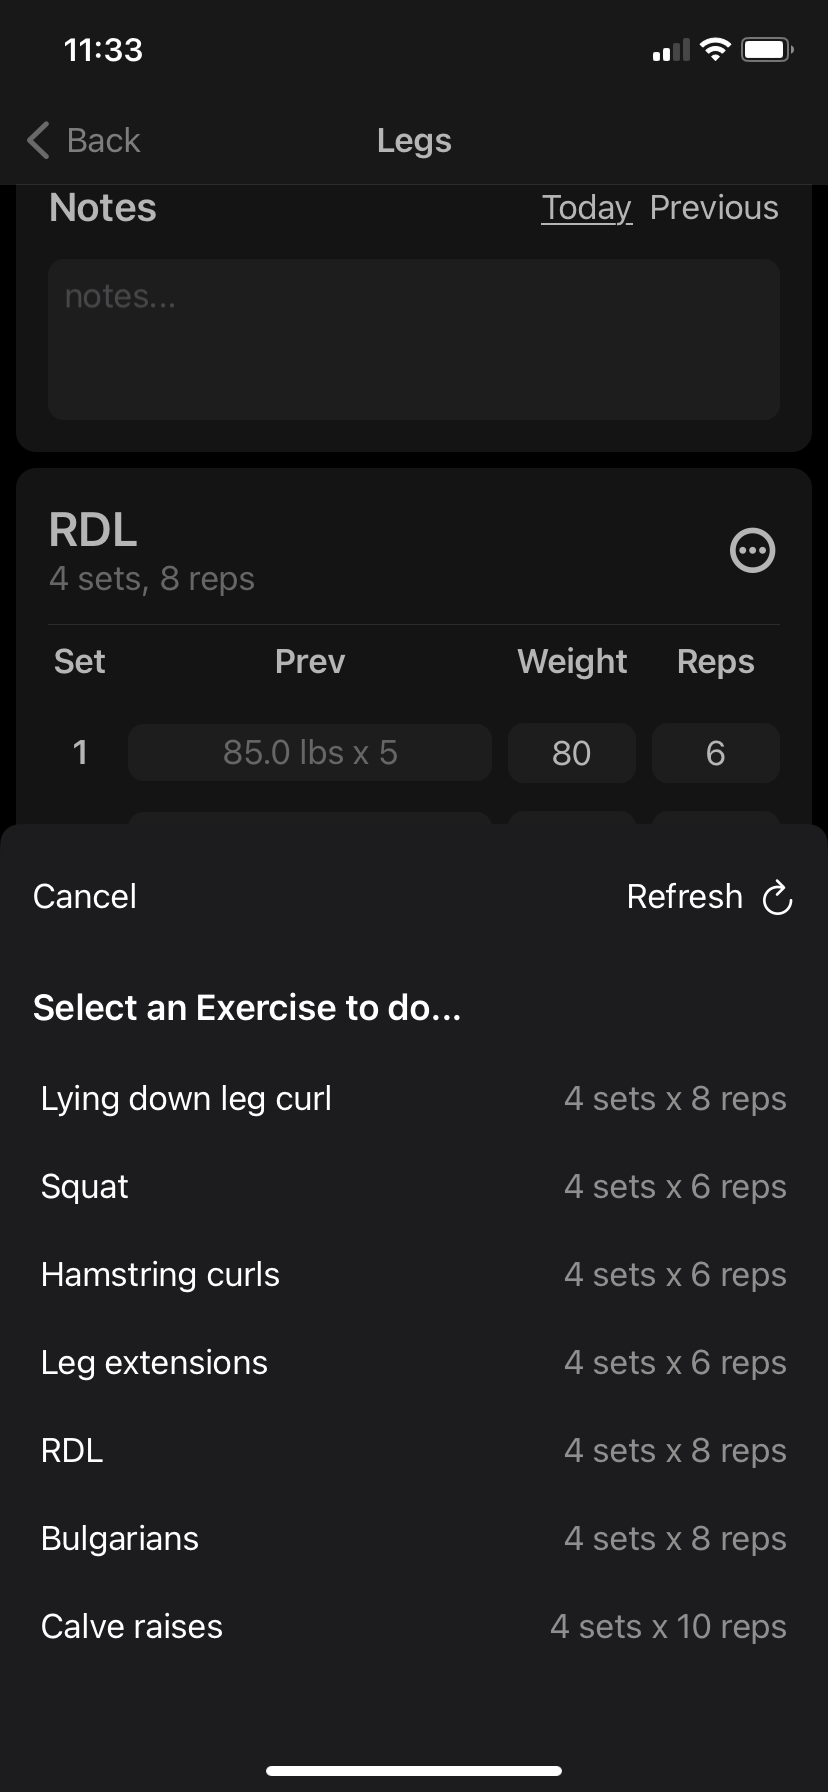 11:33
Back Legs
Notes Today Previous
notes...
RDL
4 sets, 8 reps
Set Prev Weight Reps
1 85.0 lbs x 5 80 6
Cancel Refresh
Select an Exercise to do...
Lying down leg curl 4 sets x 8 reps
Squat 4 sets x 6 reps
Hamstring curls 4 sets x 6 reps
Leg extensions 4 sets x 6 reps
RDL 4 sets x 8 reps
Bulgarians 4 sets x 8 reps
Calve raises 4 sets x 10 reps